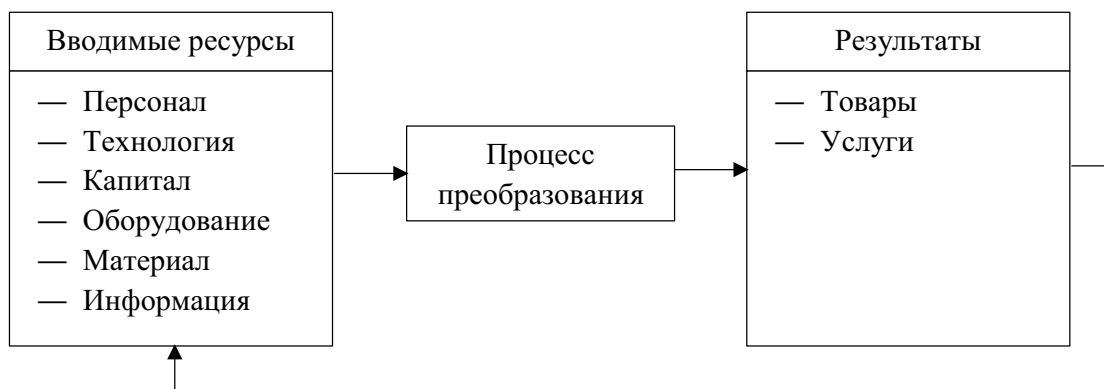 Вводимые ресурсы
— Персонал
— Технология
— Капитал
— Оборудование
— Материал
— Информация
Процесс
преобразования
Результаты
— Товары
— Услуги